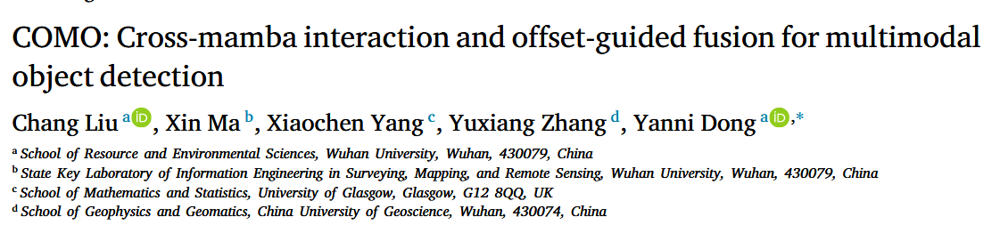 COMO: Cross-mamba interaction and offset-guided fusion for multimodal
object detection
Chang Liu a iD, Xin Ma b, Xiaochen Yang c, Yuxiang Zhang d, Yanni Dong a iD,*
a School of Resource and Environmental Sciences, Wuhan University, Wuhan, 430079, China
b State Key Laboratory of Information Engineering in Surveying, Mapping, and Remote Sensing, Wuhan University, Wuhan, 430079, China
c School of Mathematics and Statistics, University of Glasgow, Glasgow, G12 8QQ, UK
d School of Geophysics and Geomatics, China University of Geoscience, Wuhan, 430074, China